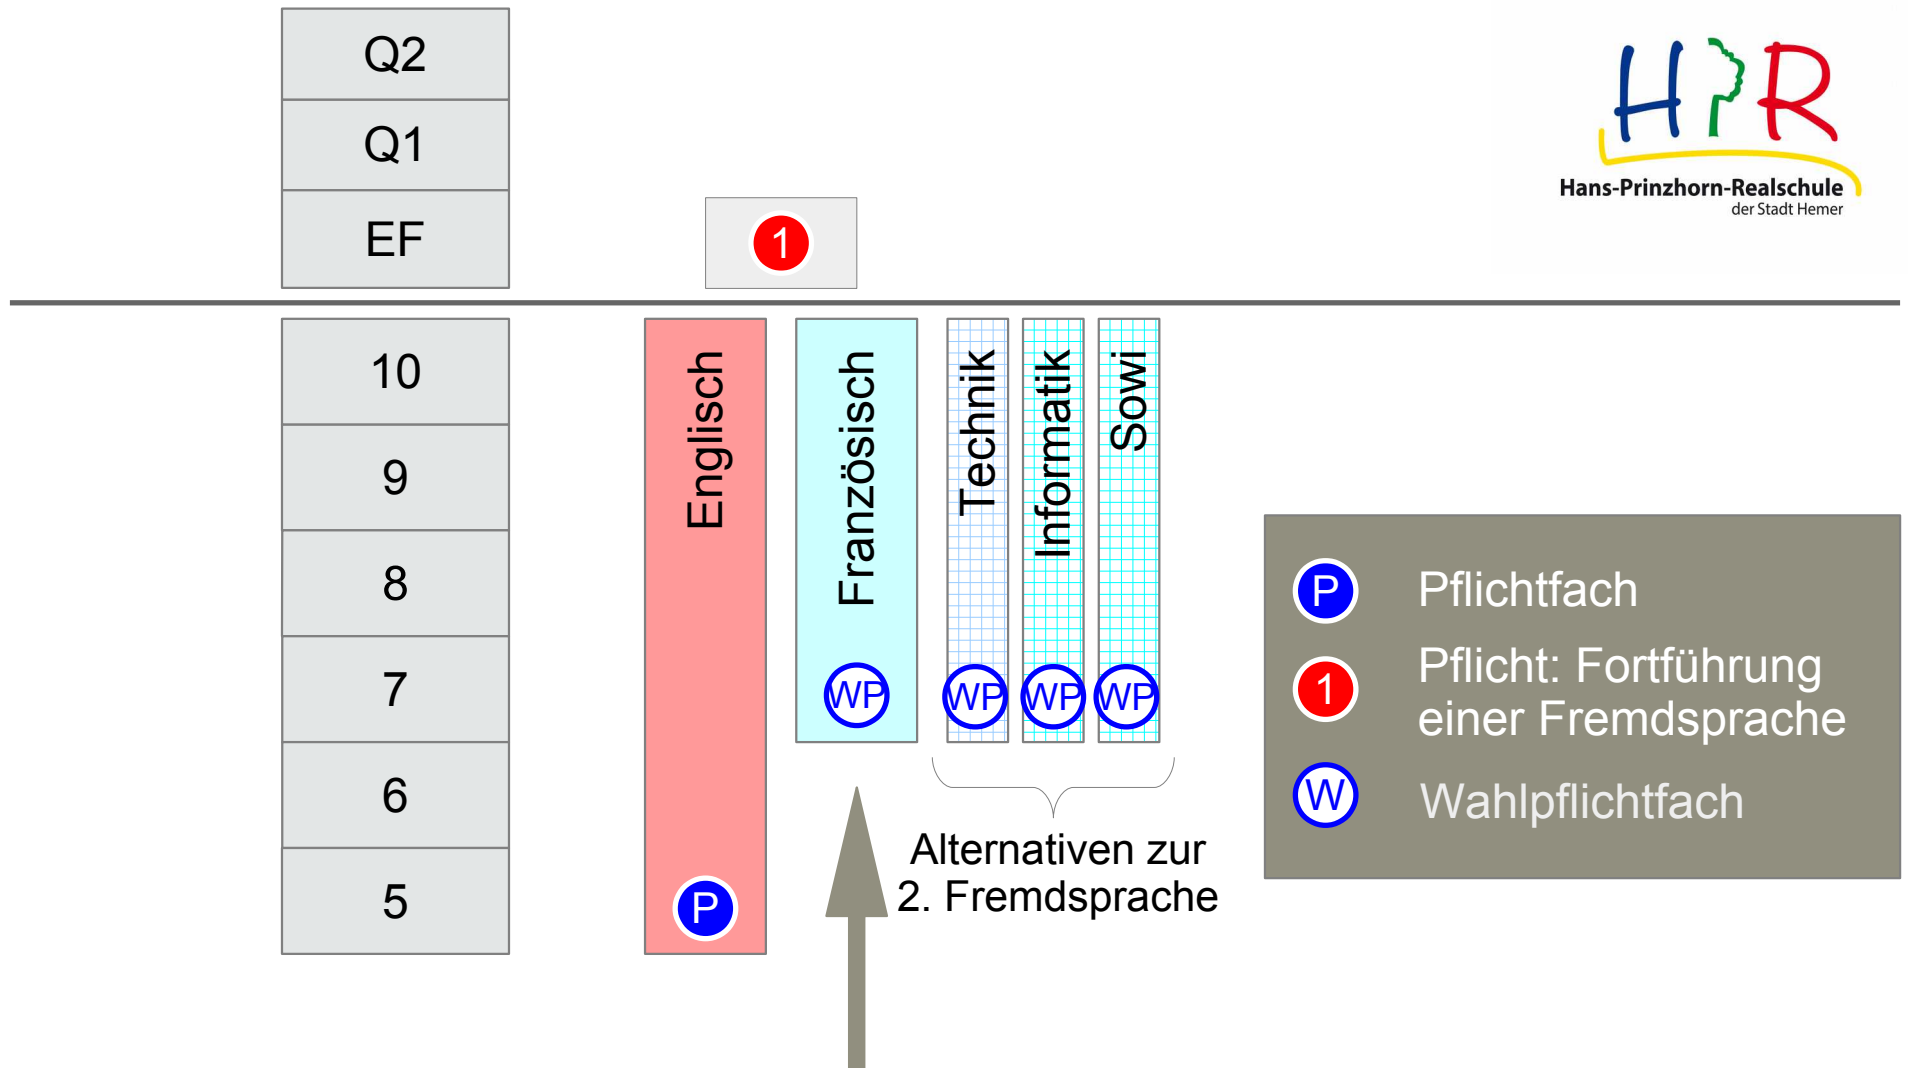 Q2
Q1
EF
10
9
8
7
6
5
1
HPR
Hans-Prinzhorn-Realschule
der Stadt Hemer
Englisch
P
Französisch
WP
Technik
WP
Informatik
WP
Sowi
WP
Alternativen zur
2. Fremdsprache
P Pflichtfach
1 Pflicht: Fortführung
einer Fremdsprache
W Wahlpflichtfach